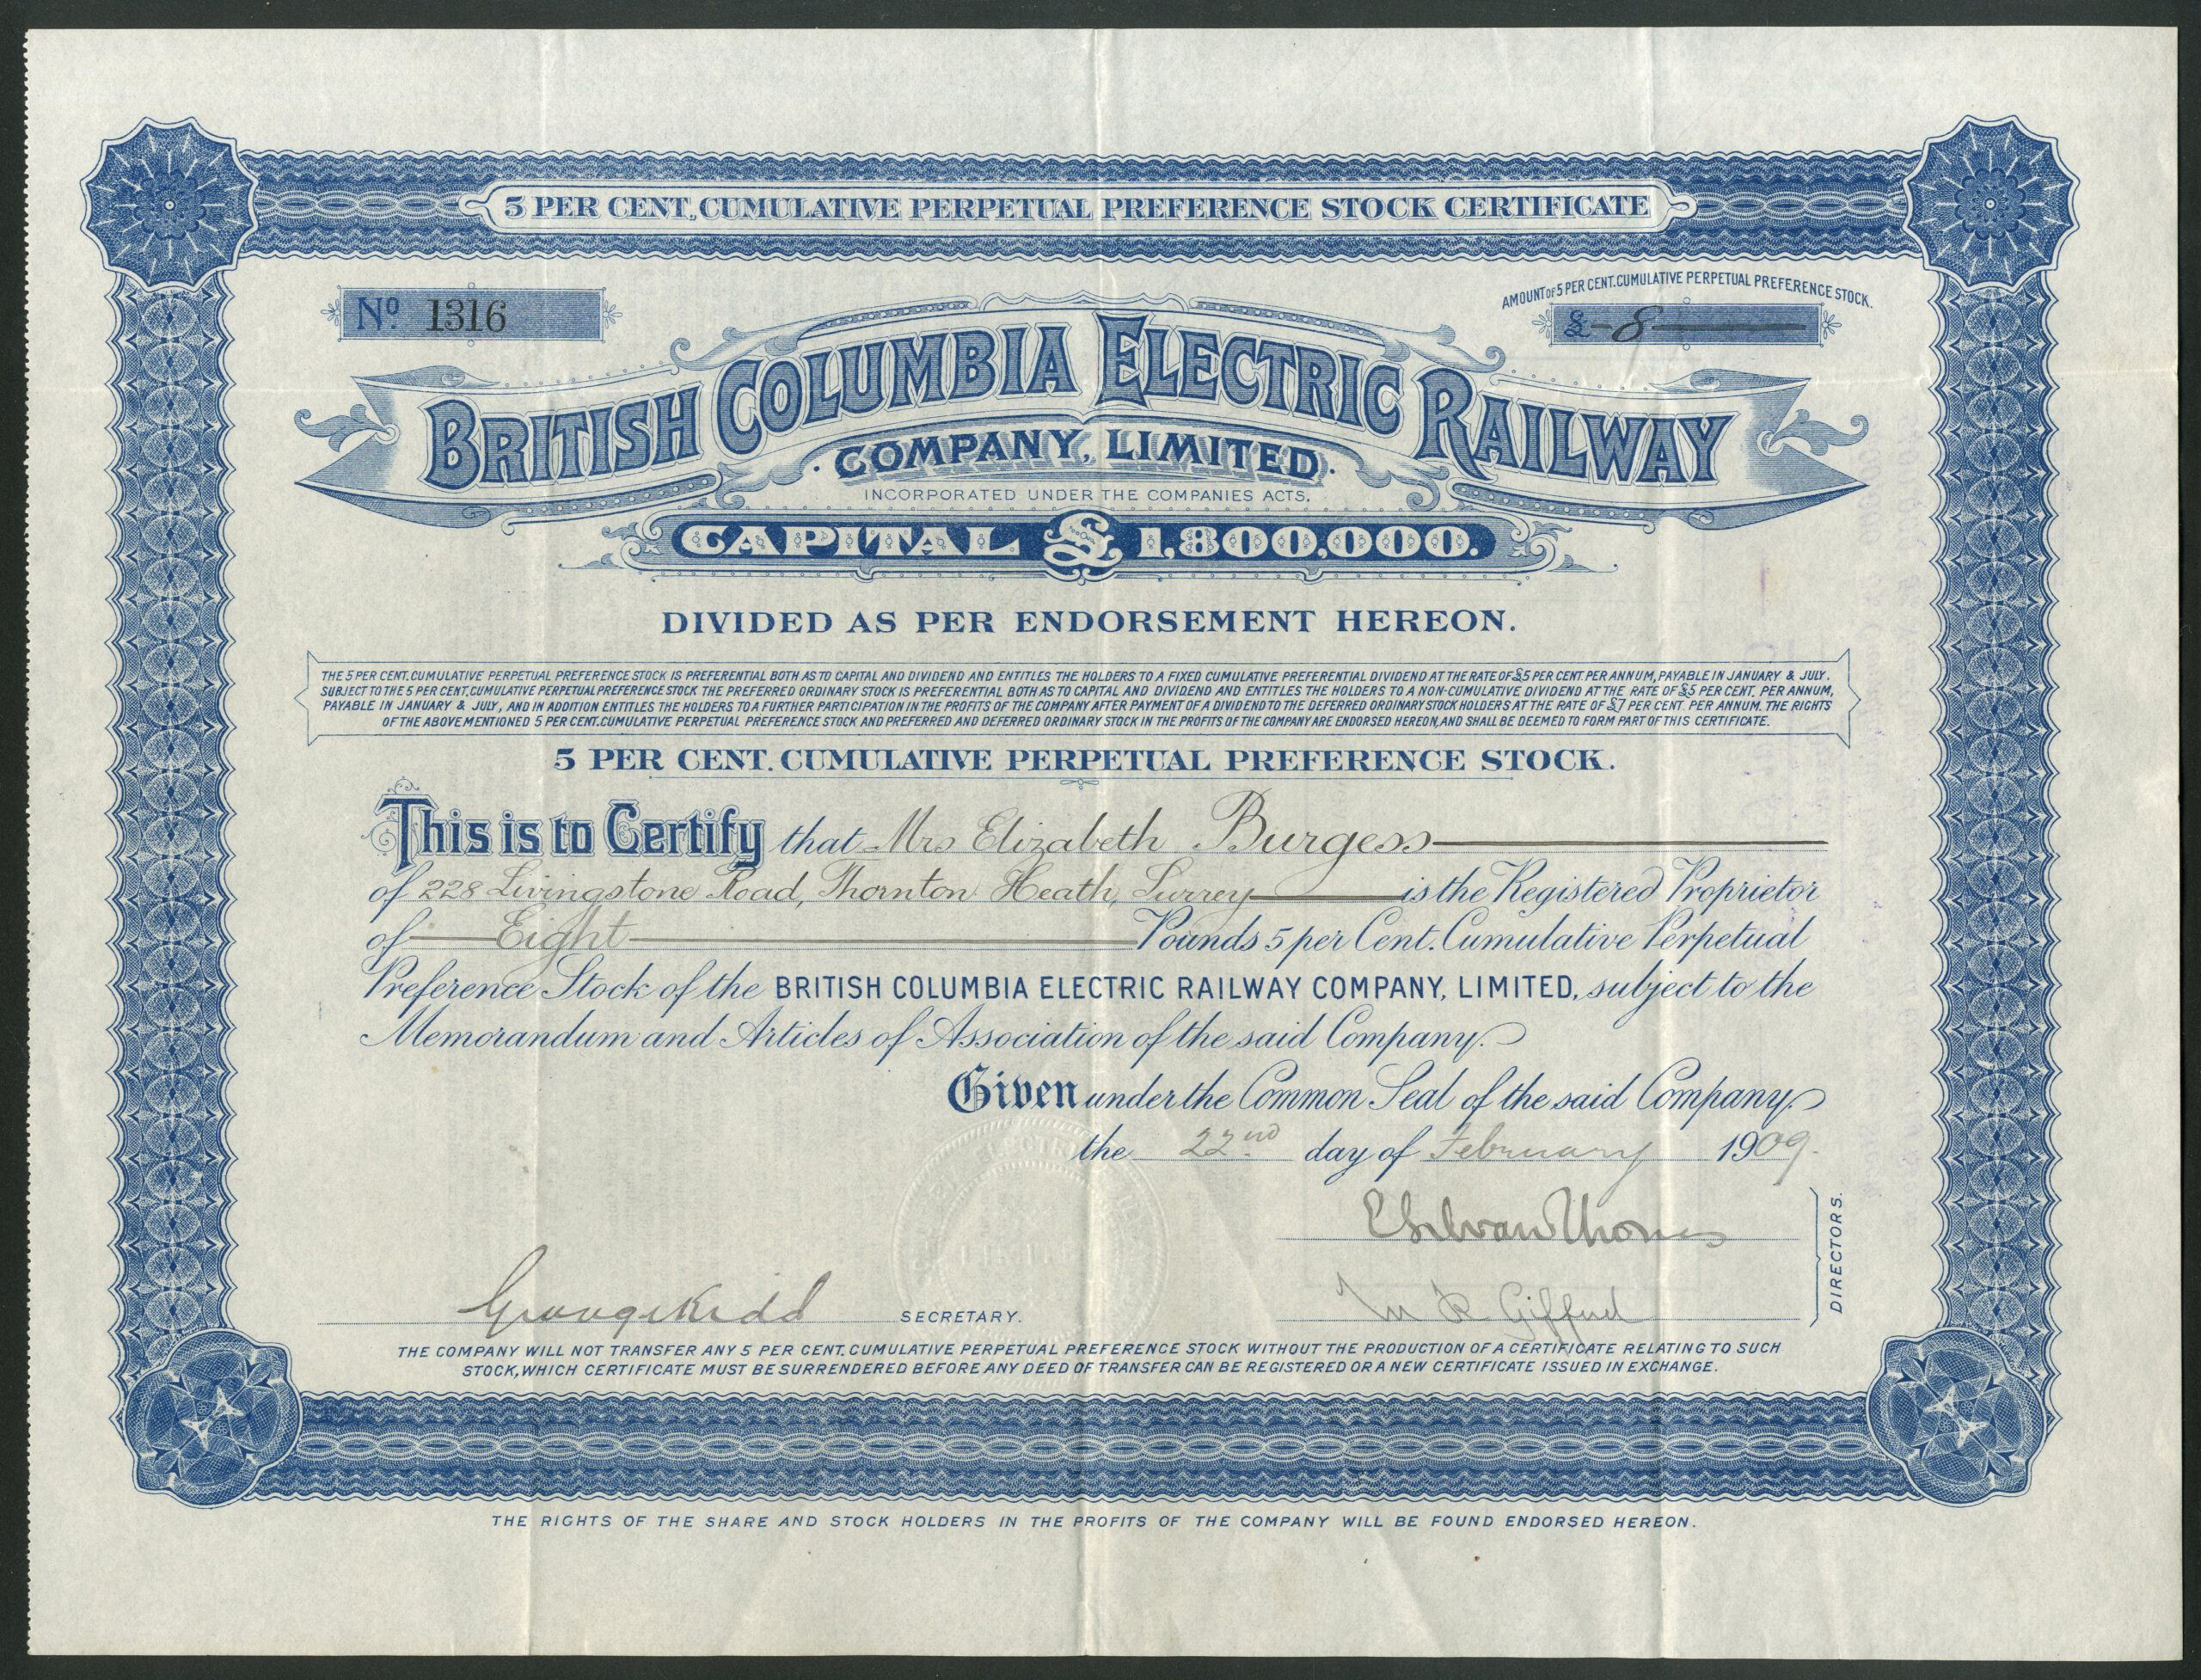 5 PER CENT. CUMULATIVE PERPETUAL PREFERENCE STOCK CERTIFICATE
AMOUNT OF 5 PER CENT. CUMULATIVE PERPETUAL PREFERENCE STOCK.
No. 1316
£ - 8
BRITISH COLUMBIA ELECTRIC RAILWAY
COMPANY, LIMITED.
INCORPORATED UNDER THE COMPANIES ACTS.
CAPITAL £1,800,000.
DIVIDED AS PER ENDORSEMENT HEREON.
THE 5 PER CENT. CUMULATIVE PERPETUAL PREFERENCE STOCK IS PREFERENTIAL BOTH AS TO CAPITAL AND DIVIDEND AND ENTITLES THE HOLDERS TO A FIXED CUMULATIVE PREFERENTIAL DIVIDEND AT THE RATE OF £5 PER CENT. PER ANNUM, PAYABLE IN JANUARY & JULY.
SUBJECT TO THE 5 PER CENT. CUMULATIVE PERPETUAL PREFERENCE STOCK THE PREFERRED ORDINARY STOCK IS PREFERENTIAL BOTH AS TO CAPITAL AND DIVIDEND AND ENTITLES THE HOLDERS TO A NON-CUMULATIVE DIVIDEND AT THE RATE OF £5 PER CENT. PER ANNUM,
PAYABLE IN JANUARY & JULY, AND IN ADDITION ENTITLES THE HOLDERS TO A FURTHER PARTICIPATION IN THE PROFITS OF THE COMPANY AFTER PAYMENT OF A DIVIDEND TO THE DEFERRED ORDINARY STOCK HOLDERS AT THE RATE OF £7 PER CENT. PER ANNUM. THE RIGHTS
OF THE ABOVE MENTIONED 5 PER CENT. CUMULATIVE PERPETUAL PREFERENCE STOCK AND PREFERRED AND DEFERRED ORDINARY STOCK IN THE PROFITS OF THE COMPANY ARE ENDORSED HEREON, AND SHALL BE DEEMED TO FORM PART OF THIS CERTIFICATE.
5 PER CENT. CUMULATIVE PERPETUAL PREFERENCE STOCK.
This is to Certify that Mrs Elizabeth Burgess
of 228 Livingstone Road, Thornton Heath, Surrey is the Registered Proprietor
of Eight Pounds 5 per Cent. Cumulative Perpetual
Preference Stock of the BRITISH COLUMBIA ELECTRIC RAILWAY COMPANY, LIMITED, subject to the
Memorandum and Articles of Association of the said Company.
Given under the Common Seal of the said Company
the 22nd day of February 1909.
DIRECTORS.
George Kidd SECRETARY.
THE COMPANY WILL NOT TRANSFER ANY 5 PER CENT. CUMULATIVE PERPETUAL PREFERENCE STOCK WITHOUT THE PRODUCTION OF A CERTIFICATE RELATING TO SUCH
STOCK, WHICH CERTIFICATE MUST BE SURRENDERED BEFORE ANY DEED OF TRANSFER CAN BE REGISTERED OR A NEW CERTIFICATE ISSUED IN EXCHANGE.
THE RIGHTS OF THE SHARE AND STOCK HOLDERS IN THE PROFITS OF THE COMPANY WILL BE FOUND ENDORSED HEREON.